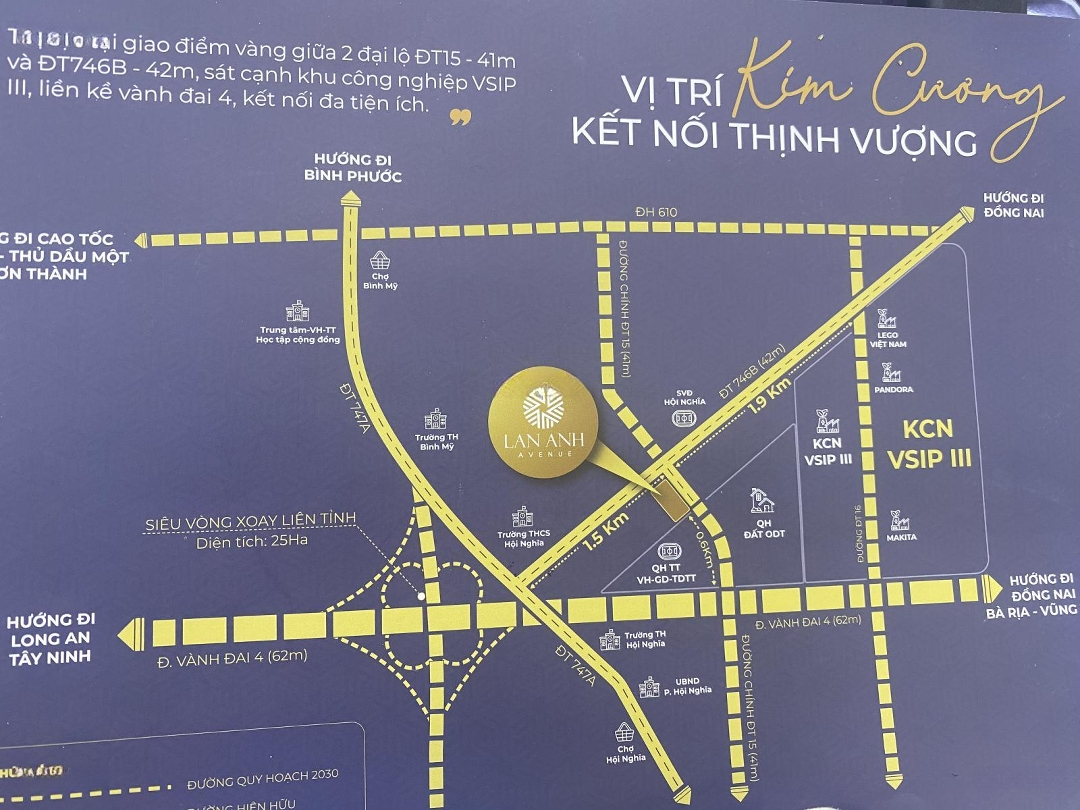 tại giao điểm vàng giữa 2 đại lộ ĐT15 - 41m
và ĐT746B - 42m, sát cạnh khu công nghiệp VSIP
III, liền kề vành đai 4, kết nối đa tiện ích.
”
VỊ TRÍ Kim Cương
KẾT NỐI THỊNH VƯỢNG
HƯỚNG ĐI
BÌNH PHƯỚC
HƯỚNG ĐI
ĐỒNG NAI
ĐH 610
G ĐI CAO TỐC
- THỦ DẦU MỘT
ƠN THÀNH
Chợ
Bình Mỹ
Trung tâm-VH-TT
Học tập cộng đồng
ĐƯỜNG CHÍNH ĐT 15 (41m)
LEGO
VIỆT NAM
PANDORA
ĐT 746B (42m)
1.9 Km
SVĐ
HỘI NGHĨA
ĐT 747A
Trường TH
Bình Mỹ
LAN ANH
AVENUE
KCN
VSIP III
KCN
VSIP III
SIÊU VÒNG XOAY LIÊN TỈNH
Diện tích: 25Ha
Trường THCS
Hội Nghĩa
1.5 Km
QH
ĐẤT ODT
ĐƯỜNG ĐT16
MAKITA
0.6Km
QH TT
VH-GD-TDTT
HƯỚNG ĐI
LONG AN
TÂY NINH
HƯỚNG ĐI
ĐỒNG NAI
BÀ RỊA - VŨNG
Đ. VÀNH ĐAI 4 (62m)
Đ. VÀNH ĐAI 4 (62m)
Trường TH
Hội Nghĩa
ĐT 747A
UBND
P. Hội Nghĩa
ĐƯỜNG CHÍNH ĐT 15 (41m)
Chợ
Hội Nghĩa
ĐƯỜNG QUY HOẠCH 2030
ĐƯỜNG HIỆN HỮU